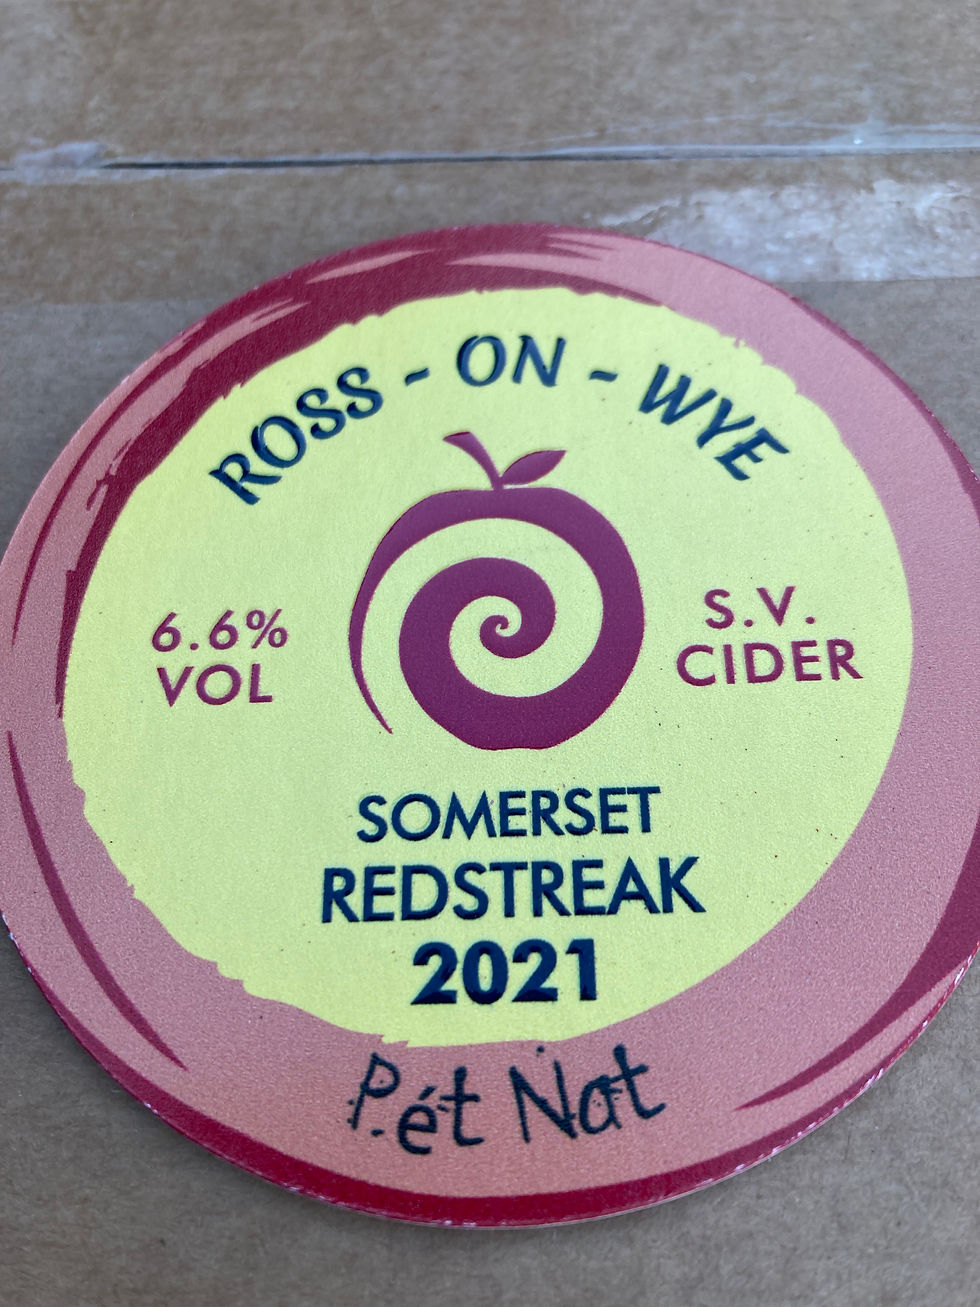 ROSS - ON - WYE
6.6%
VOL
S.V.
CIDER
SOMERSET
REDSTREAK
2021
Pét Nat